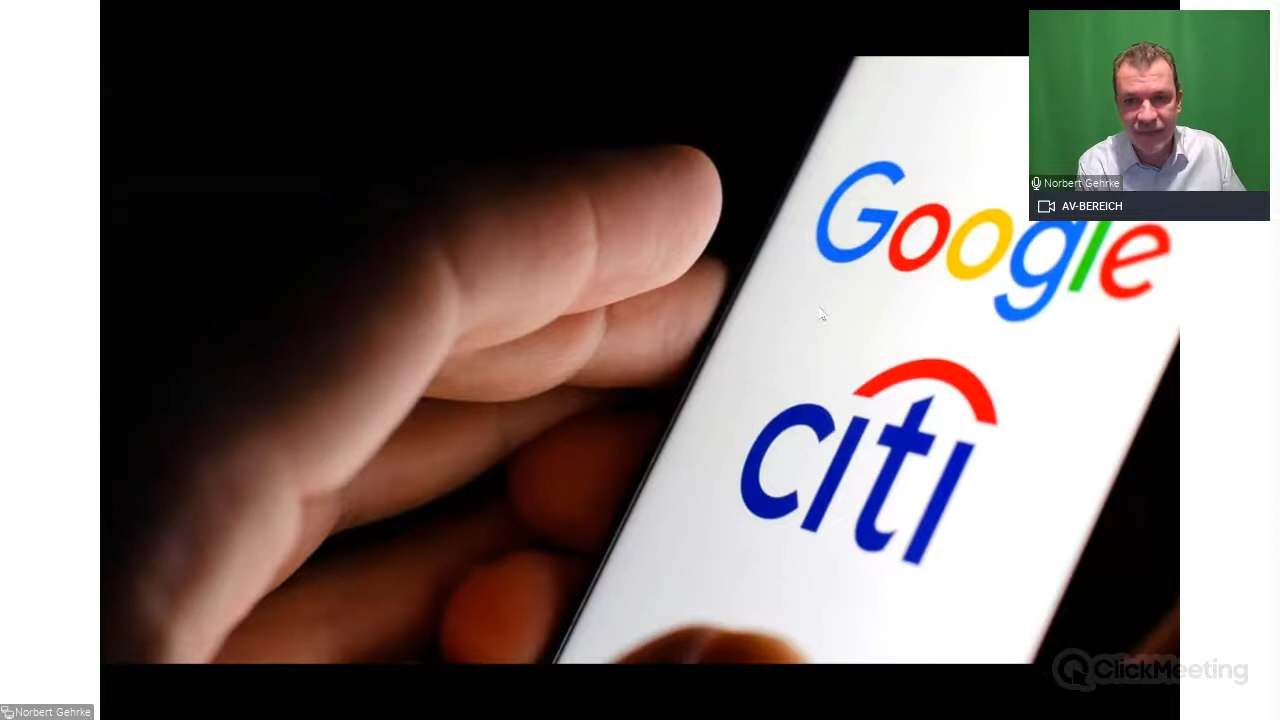 Norbert Gehrke
AV-BEREICH
Google
citi
ClickMeeting
Norbert Gehrke